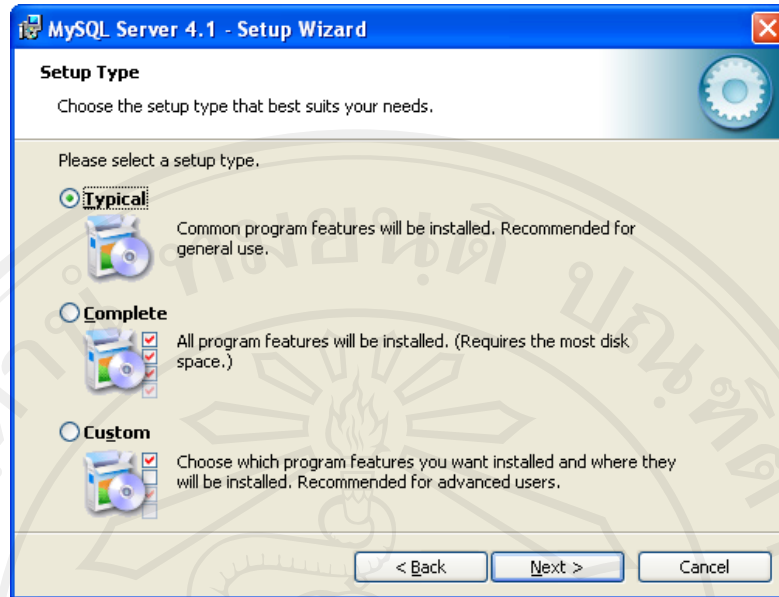 MySQL Server 4.1 - Setup Wizard
Setup Type
Choose the setup type that best suits your needs.
Please select a setup type.
Typical
Common program features will be installed. Recommended for
general use.
Complete
All program features will be installed. (Requires the most disk
space.)
Custom
Choose which program features you want installed and where they
will be installed. Recommended for advanced users.
< Back
Next >
Cancel